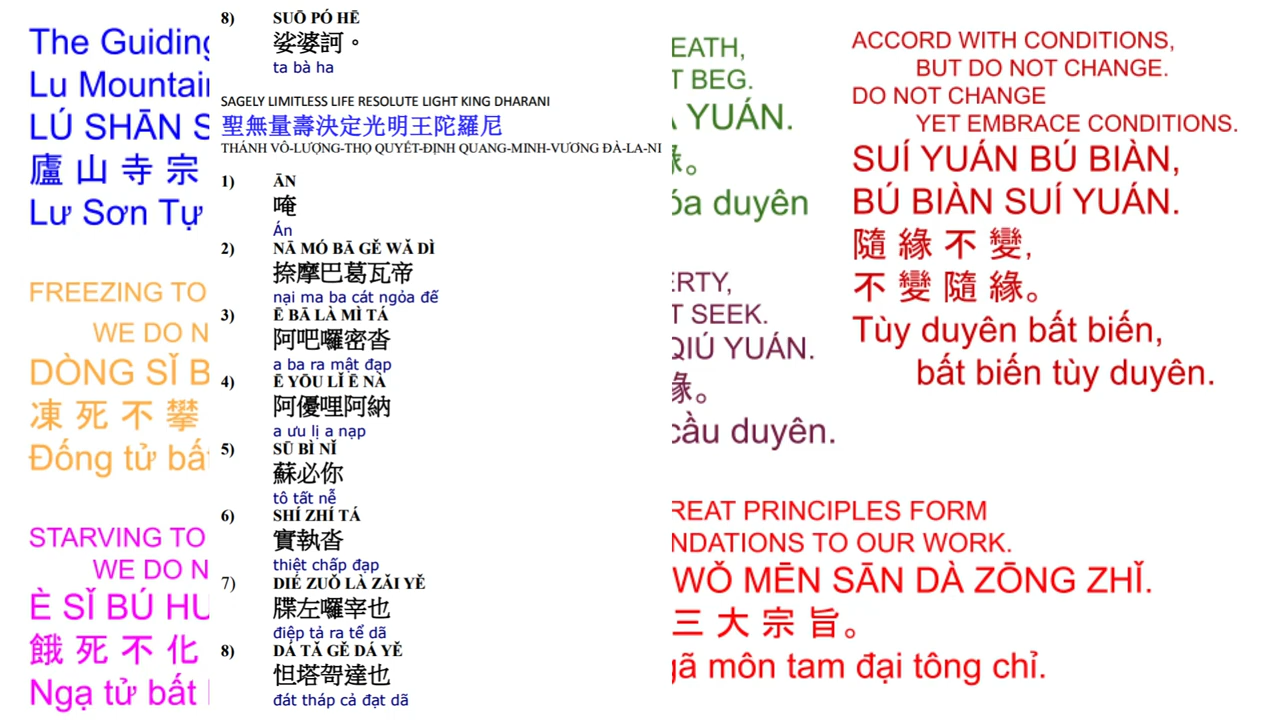 The Guiding
Lu Mountain
LÚ SHĀN S
廬 山 寺 宗
Lư Sơn Tự
FREEZING TO
WE DO N
DÒNG SǏ B
凍 死 不 攀
Đống tử bất
STARVING TO
WE DO N
È SǏ BÚ HU
餓 死 不 化
Ngạ tử bất
8) SUŌ PÓ HĒ
娑婆訶。
ta bà ha
SAGELY LIMITLESS LIFE RESOLUTE LIGHT KING DHARANI
聖無量壽決定光明王陀羅尼
THÁNH VÔ-LƯỢNG-THỌ QUYẾT-ĐỊNH QUANG-MINH-VƯƠNG ĐÀ-LA-NI
1) ĀN
唵
Án
2) NĀ MÓ BĀ GĚ WǍ DÌ
捺摩巴葛瓦帝
nại ma ba cát ngỏa đế
3) Ē BĀ LÀ MÌ TÁ
阿吧囉密沓
a ba ra mật đạp
4) Ē YŌU LǏ Ē NÀ
阿優哩阿納
a ưu lị a nạp
5) SŪ BÌ NǏ
蘇必你
tô tất nễ
6) SHÍ ZHÍ TÁ
實執沓
thiệt chấp đạp
7) DIÉ ZUǑ LÀ ZǍI YĚ
牒左囉宰也
điệp tả ra tể dã
8) DÁ TǍ GĚ DÁ YĚ
怛塔哿達也
đát tháp cả đạt dã
EATH,
T BEG.
YUÁN.
緣。
óa duyên
ERTY,
T SEEK.
QIÚ YUÁN.
緣。
cầu duyên.
ACCORD WITH CONDITIONS,
BUT DO NOT CHANGE.
DO NOT CHANGE
YET EMBRACE CONDITIONS.
SUÍ YUÁN BÚ BIÀN,
BÚ BIÀN SUÍ YUÁN.
隨 緣 不 變,
不 變 隨 緣。
Tùy duyên bất biến,
bất biến tùy duyên.
REAT PRINCIPLES FORM
NDATIONS TO OUR WORK.
WǑ MĒN SĀN DÀ ZŌNG ZHǏ.
三 大 宗 旨。
gã môn tam đại tông chỉ.